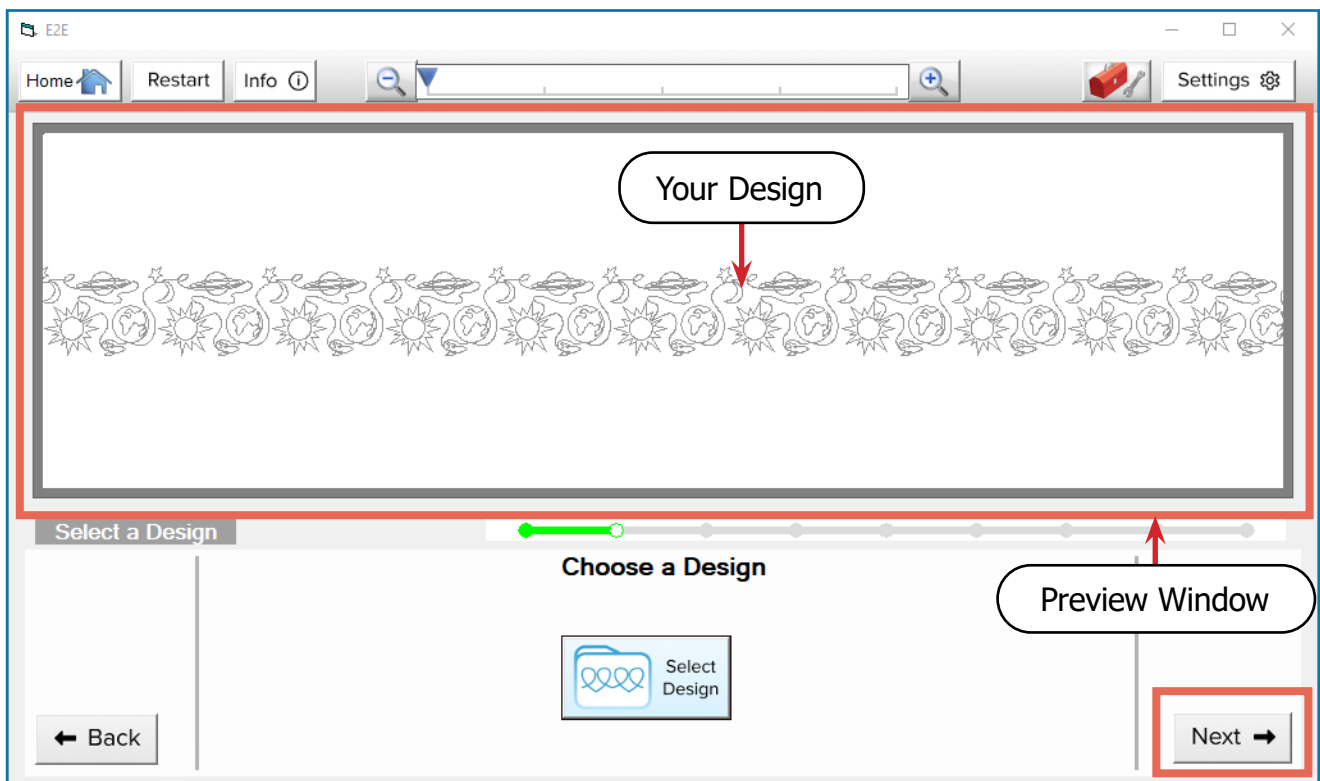 E2E
Home
Restart
Info
Settings
Your Design
Select a Design
Choose a Design
Preview Window
Select
Design
Back
Next